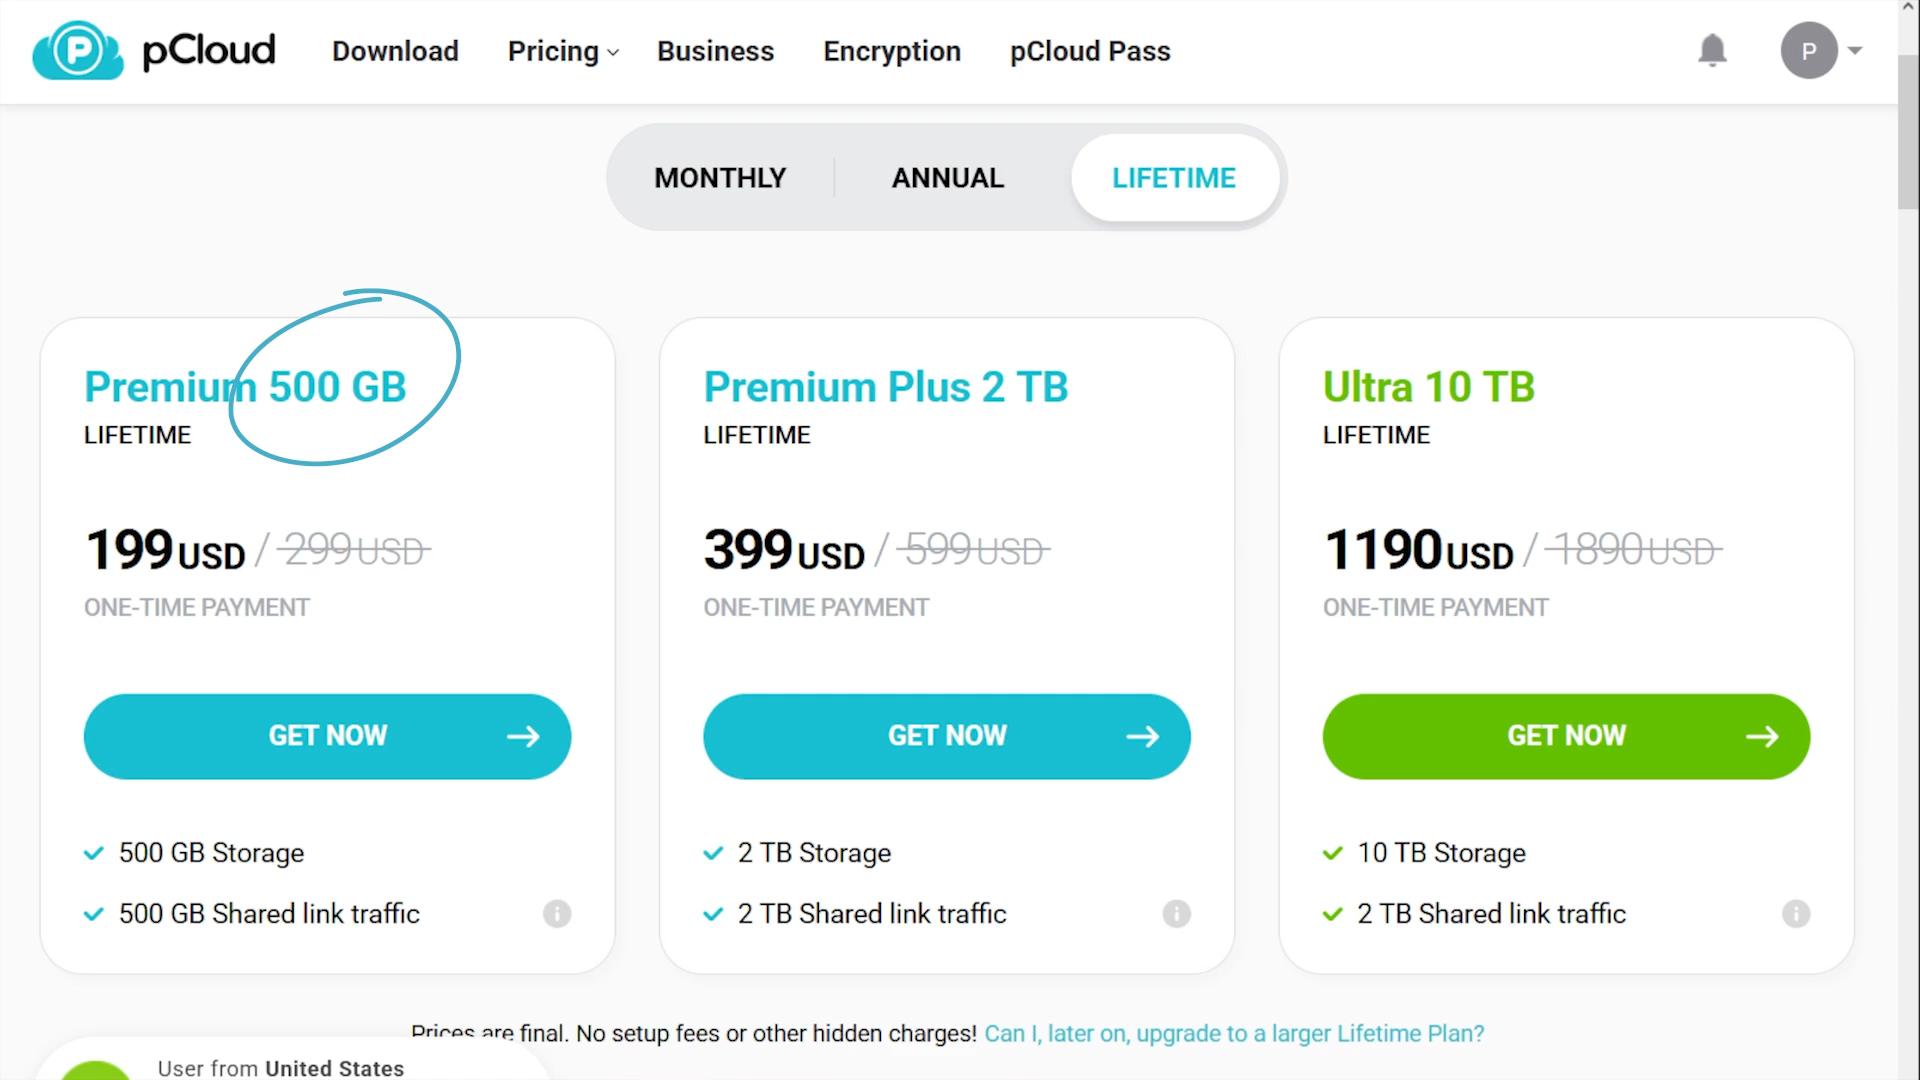 P pCloud Download Pricing Business Encryption pCloud Pass P
MONTHLY ANNUAL LIFETIME
Premium 500 GB
LIFETIME
199 USD / 299 USD
ONE-TIME PAYMENT
GET NOW
500 GB Storage
500 GB Shared link traffic
Premium Plus 2 TB
LIFETIME
399 USD / 599 USD
ONE-TIME PAYMENT
GET NOW
2 TB Storage
2 TB Shared link traffic
Ultra 10 TB
LIFETIME
1190 USD / 1890 USD
ONE-TIME PAYMENT
GET NOW
10 TB Storage
2 TB Shared link traffic
Prices are final. No setup fees or other hidden charges! Can I, later on, upgrade to a larger Lifetime Plan?
User from United States